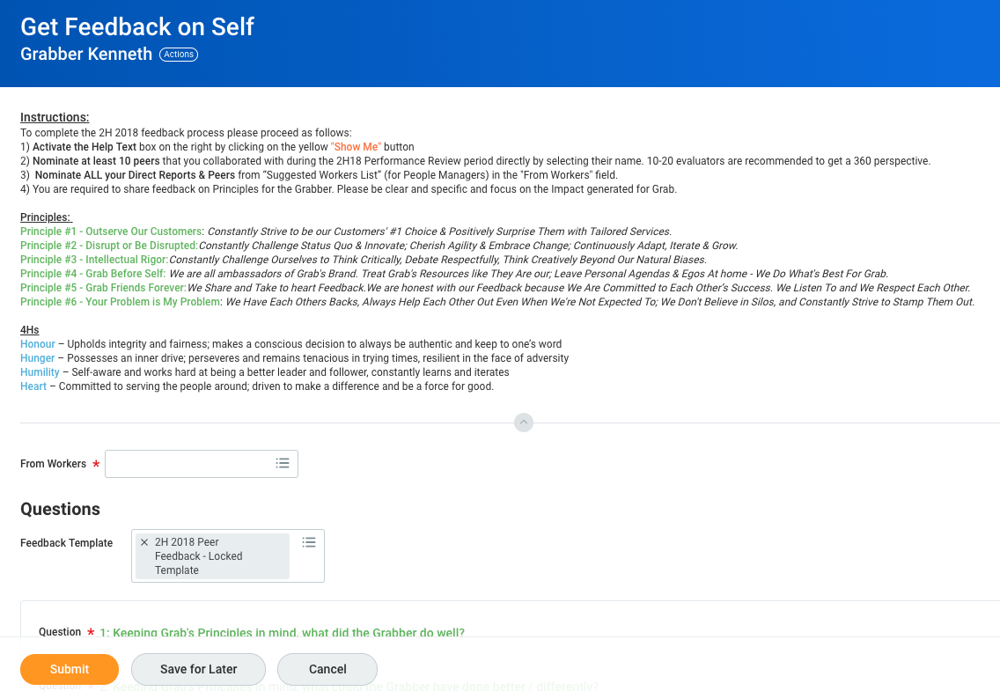 Get Feedback on Self
Grabber Kenneth Actions
Instructions:
To complete the 2H 2018 feedback process please proceed as follows:
1) Activate the Help Text box on the right by clicking on the yellow "Show Me" button
2) Nominate at least 10 peers that you collaborated with during the 2H18 Performance Review period directly by selecting their name. 10-20 evaluators are recommended to get a 360 perspective.
3) Nominate ALL your Direct Reports & Peers from “Suggested Workers List“ (for People Managers) in the "From Workers" field.
4) You are required to share feedback on Principles for the Grabber. Please be clear and specific and focus on the Impact generated for Grab.
Principles:
Principle #1 - Outserve Our Customers: Constantly Strive to be our Customers’ #1 Choice & Positively Surprise Them with Tailored Services.
Principle #2 - Disrupt or Be Disrupted:Constantly Challenge Status Quo & Innovate; Cherish Agility & Embrace Change; Continuously Adapt, Iterate & Grow.
Principle #3 - Intellectual Rigor:Constantly Challenge Ourselves to Think Critically, Debate Respectfully, Think Creatively Beyond Our Natural Biases.
Principle #4 - Grab Before Self: We are all ambassadors of Grab's Brand. Treat Grab's Resources like They Are our; Leave Personal Agendas & Egos At home - We Do What's Best For Grab.
Principle #5 - Grab Friends Forever:We Share and Take to heart Feedback.We are honest with our Feedback because We Are Committed to Each Other’s Success. We Listen To and We Respect Each Other.
Principle #6 - Your Problem is My Problem: We Have Each Others Backs, Always Help Each Other Out Even When We're Not Expected To; We Don't Believe in Silos, and Constantly Strive to Stamp Them Out.
4Hs
Honour – Upholds integrity and fairness; makes a conscious decision to always be authentic and keep to one’s word
Hunger – Possesses an inner drive; perseveres and remains tenacious in trying times, resilient in the face of adversity
Humility – Self-aware and works hard at being a better leader and follower, constantly learns and iterates
Heart – Committed to serving the people around; driven to make a difference and be a force for good.
From Workers *
Questions
Feedback Template
2H 2018 Peer
Feedback - Locked
Template
Question * 1: Keeping Grab's Principles in mind, what did the Grabber do well?
Submit Save for Later Cancel
Question * 2: Keeping Grab's Principles in mind, what could the Grabber have done better / differently?